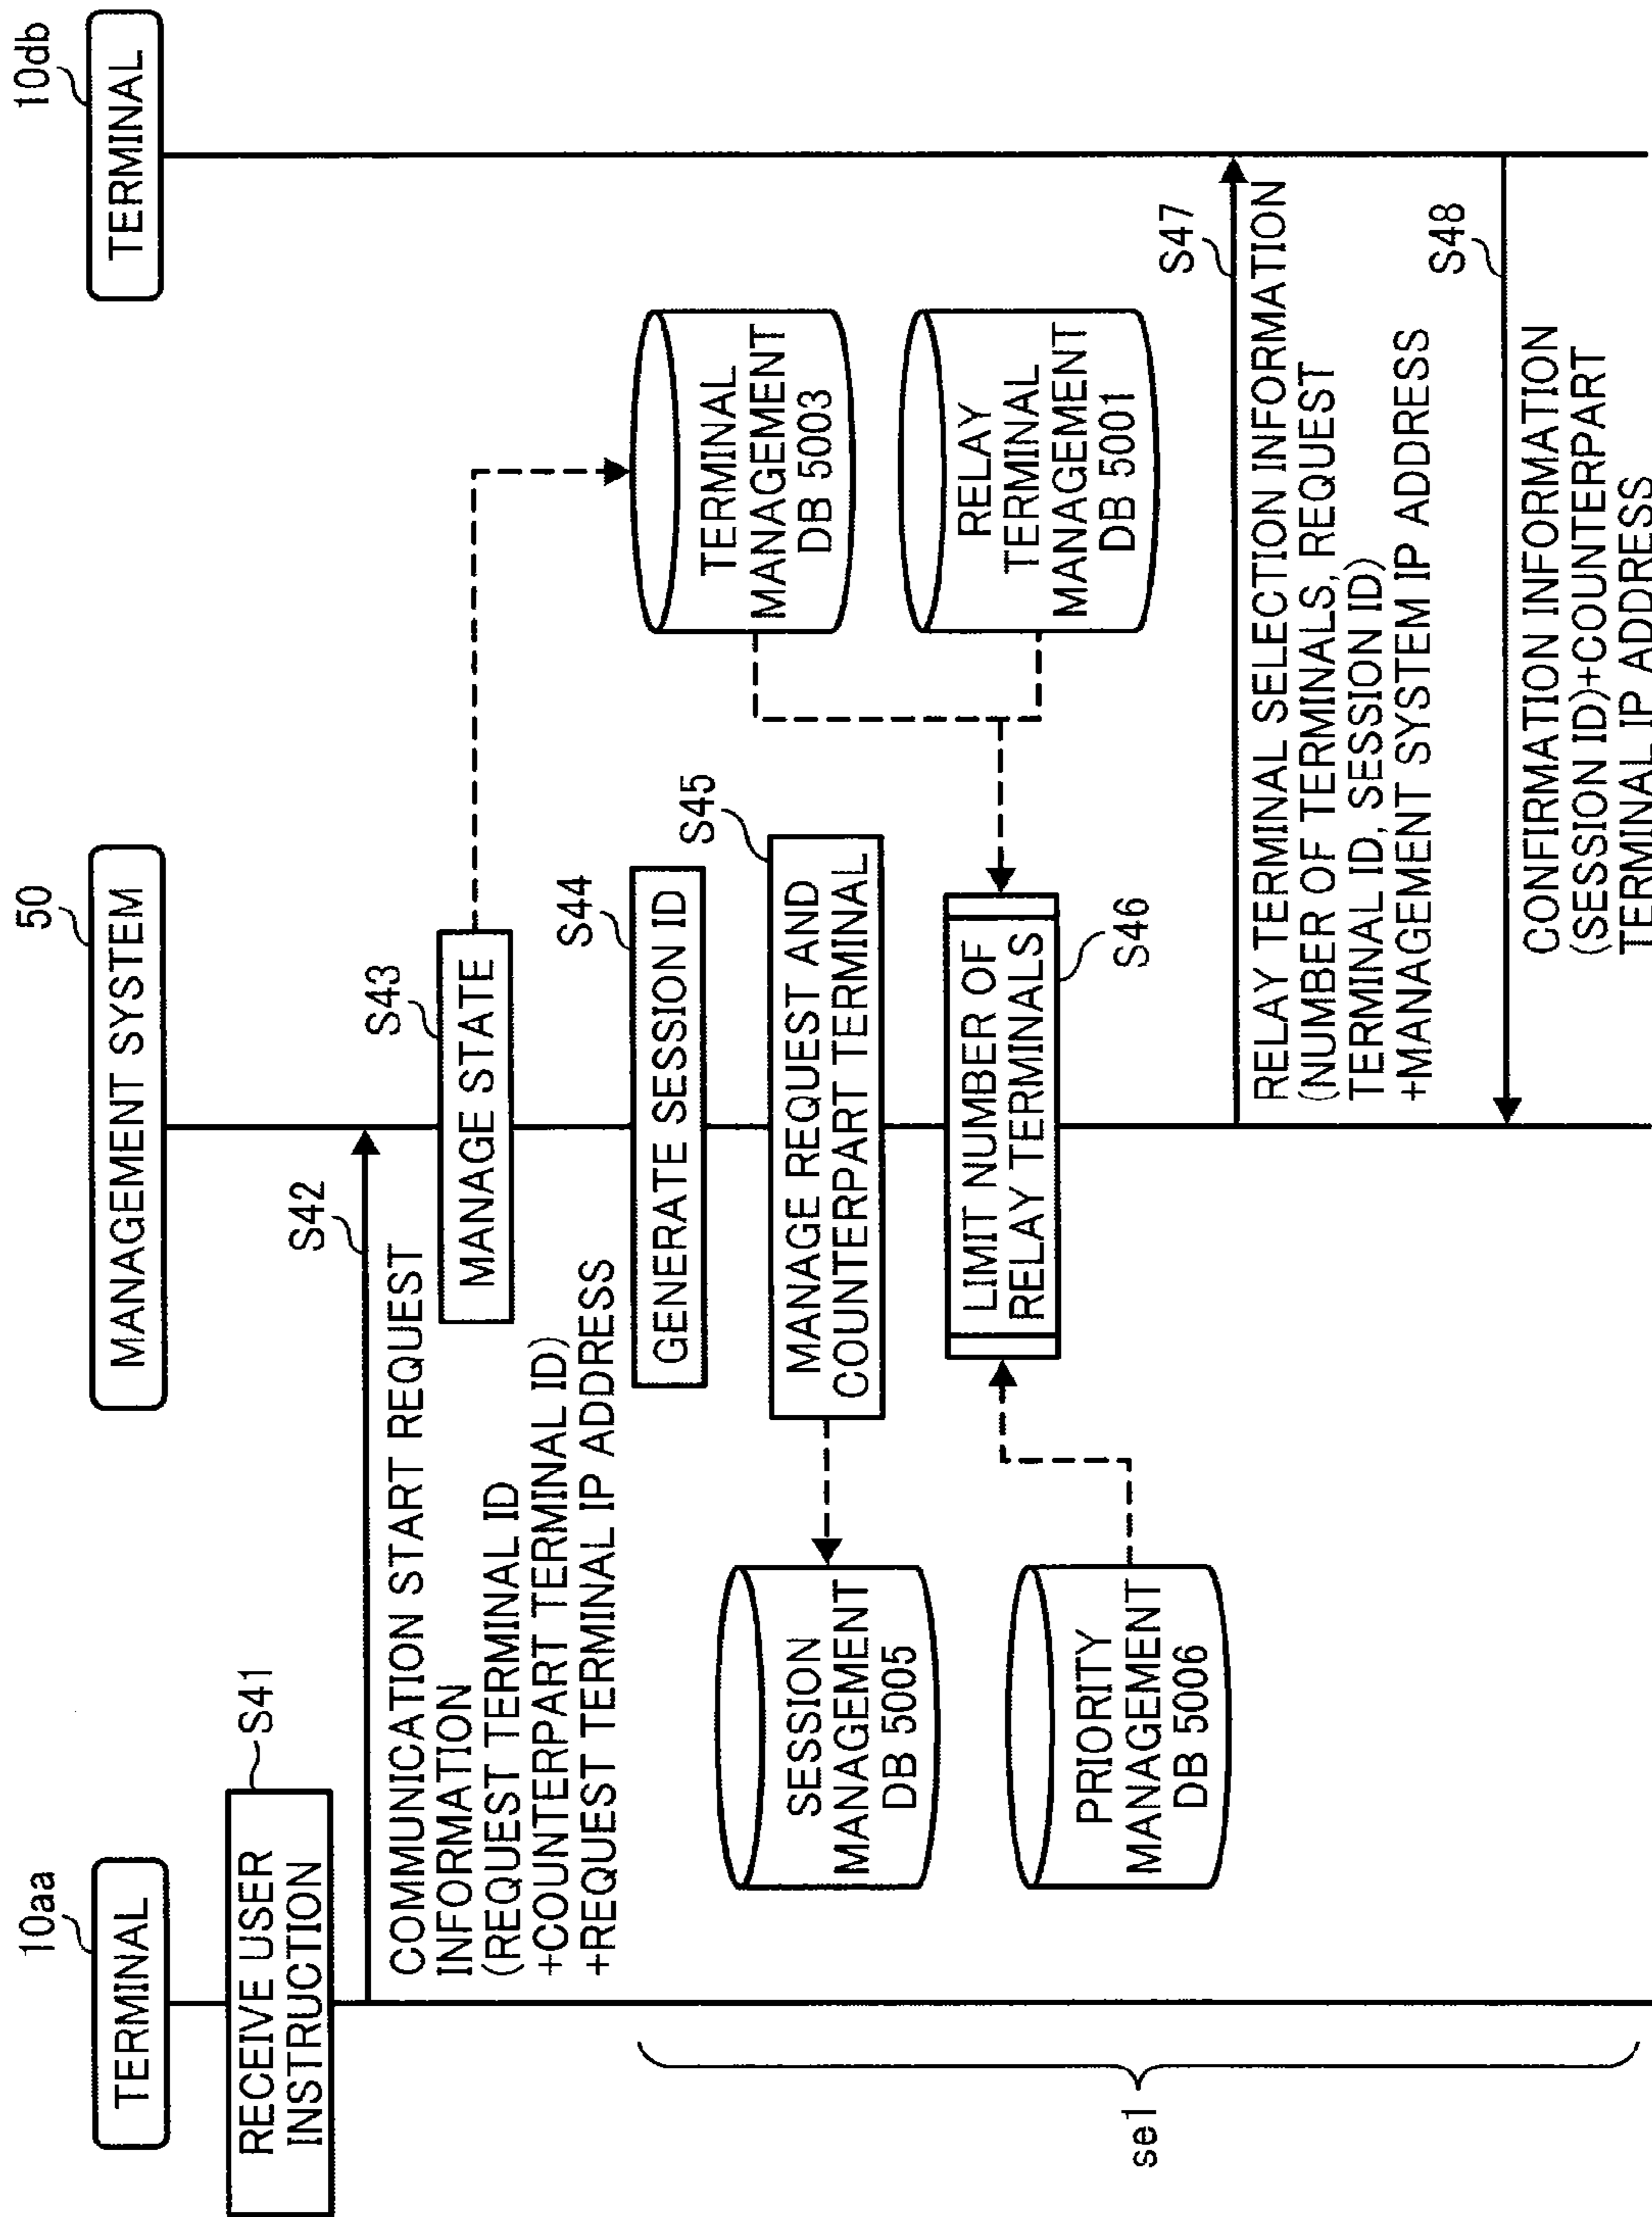 10aa
TERMINAL
50
MANAGEMENT SYSTEM
10db
TERMINAL
RECEIVE USER
INSTRUCTION
S41
S42
COMMUNICATION START REQUEST
INFORMATION
(REQUEST TERMINAL ID
+COUNTERPART TERMINAL ID)
+REQUEST TERMINAL IP ADDRESS
S43
MANAGE STATE
S44
GENERATE SESSION ID
S45
MANAGE REQUEST AND
COUNTERPART TERMINAL
TERMINAL
MANAGEMENT
DB 5003
SESSION
MANAGEMENT
DB 5005
LIMIT NUMBER OF
RELAY TERMINALS
S46
RELAY
TERMINAL
MANAGEMENT
DB 5001
PRIORITY
MANAGEMENT
DB 5006
sel
S47
RELAY TERMINAL SELECTION INFORMATION
(NUMBER OF TERMINALS, REQUEST
TERMINAL ID, SESSION ID)
+MANAGEMENT SYSTEM IP ADDRESS
S48
CONFIRMATION INFORMATION
(SESSION ID)+COUNTERPART
TERMINAL IP ADDRESS